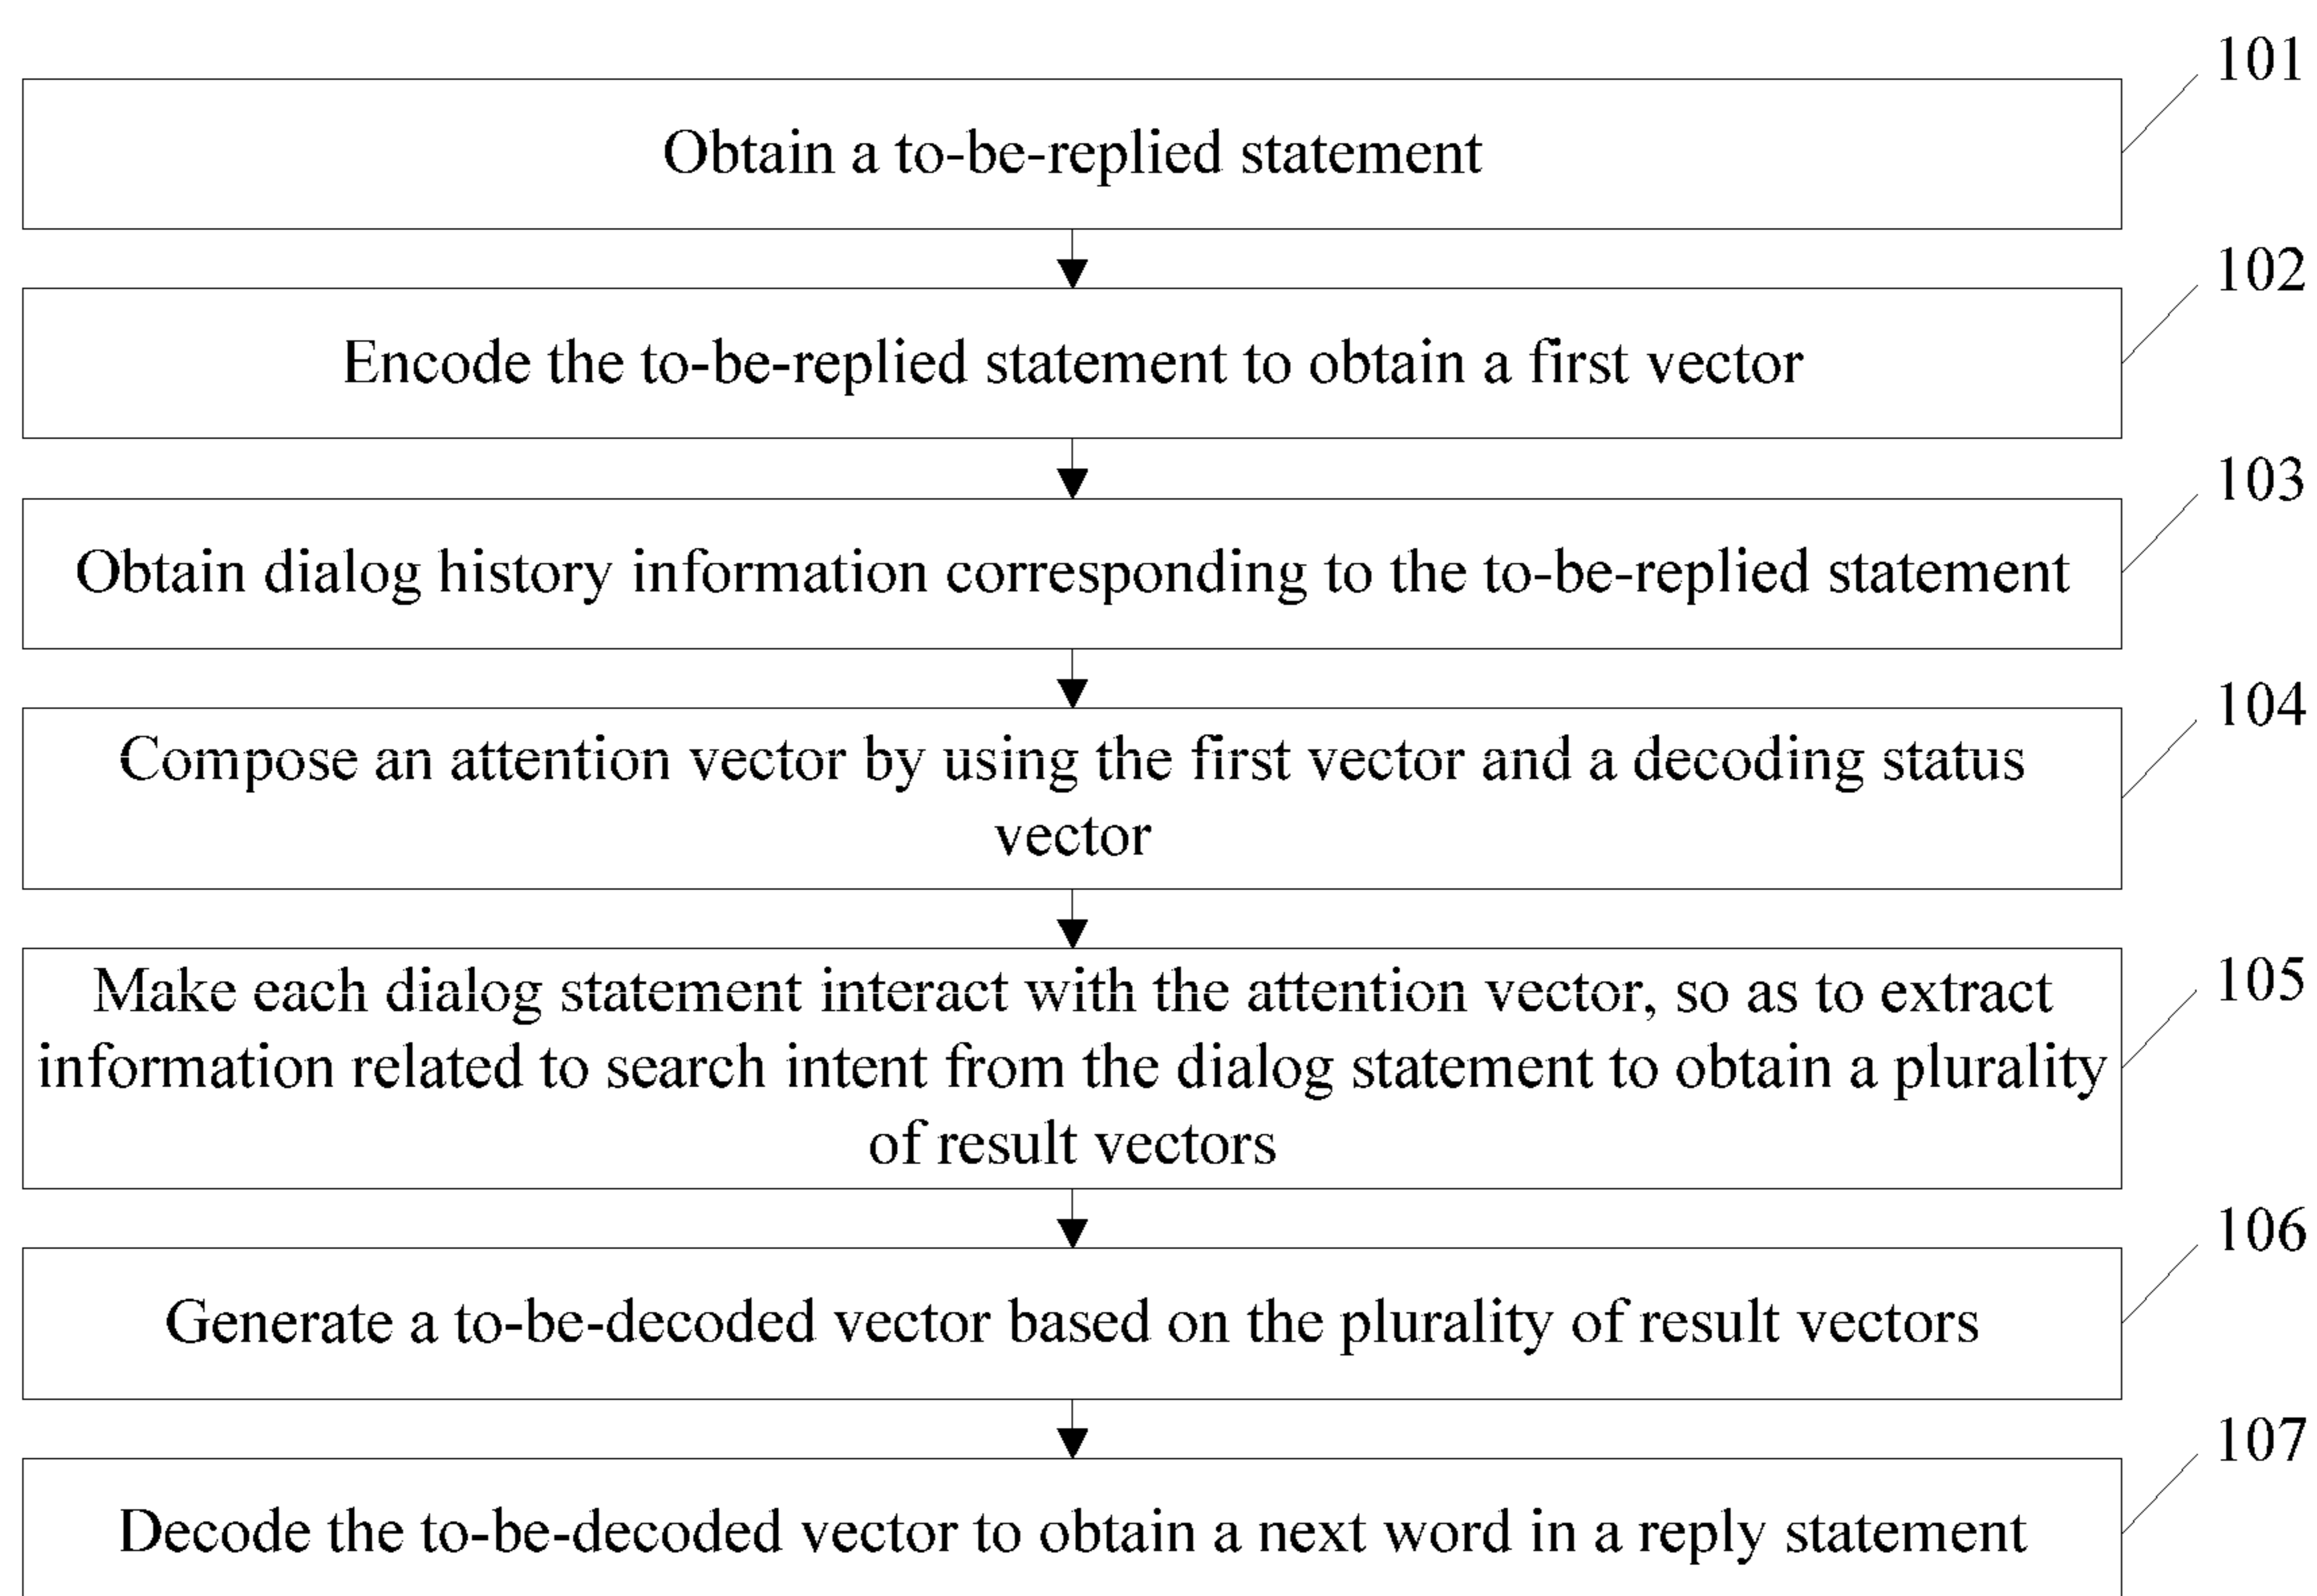 101
Obtain a to-be-replied statement
102
Encode the to-be-replied statement to obtain a first vector
103
Obtain dialog history information corresponding to the to-be-replied statement
104
Compose an attention vector by using the first vector and a decoding status
vector
105
Make each dialog statement interact with the attention vector, so as to extract
information related to search intent from the dialog statement to obtain a plurality
of result vectors
106
Generate a to-be-decoded vector based on the plurality of result vectors
107
Decode the to-be-decoded vector to obtain a next word in a reply statement